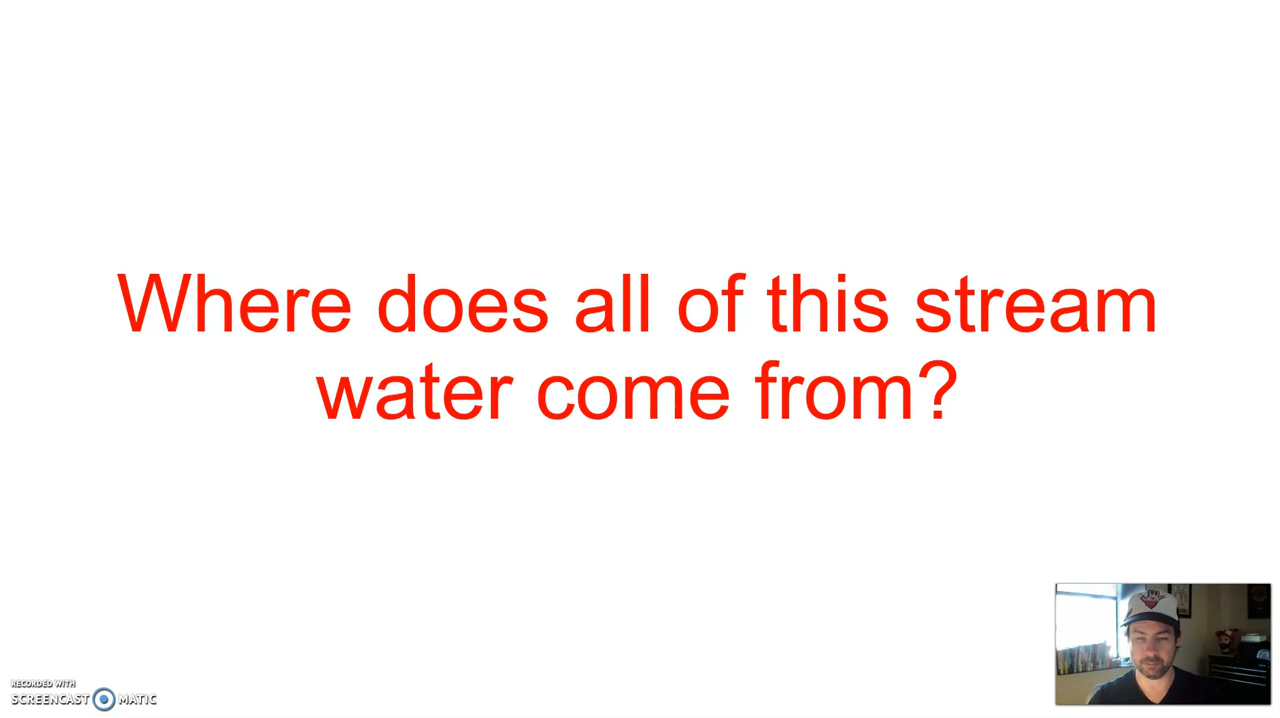 Where does all of this stream
water come from?
RECORDED WITH
SCREENCAST MATIC